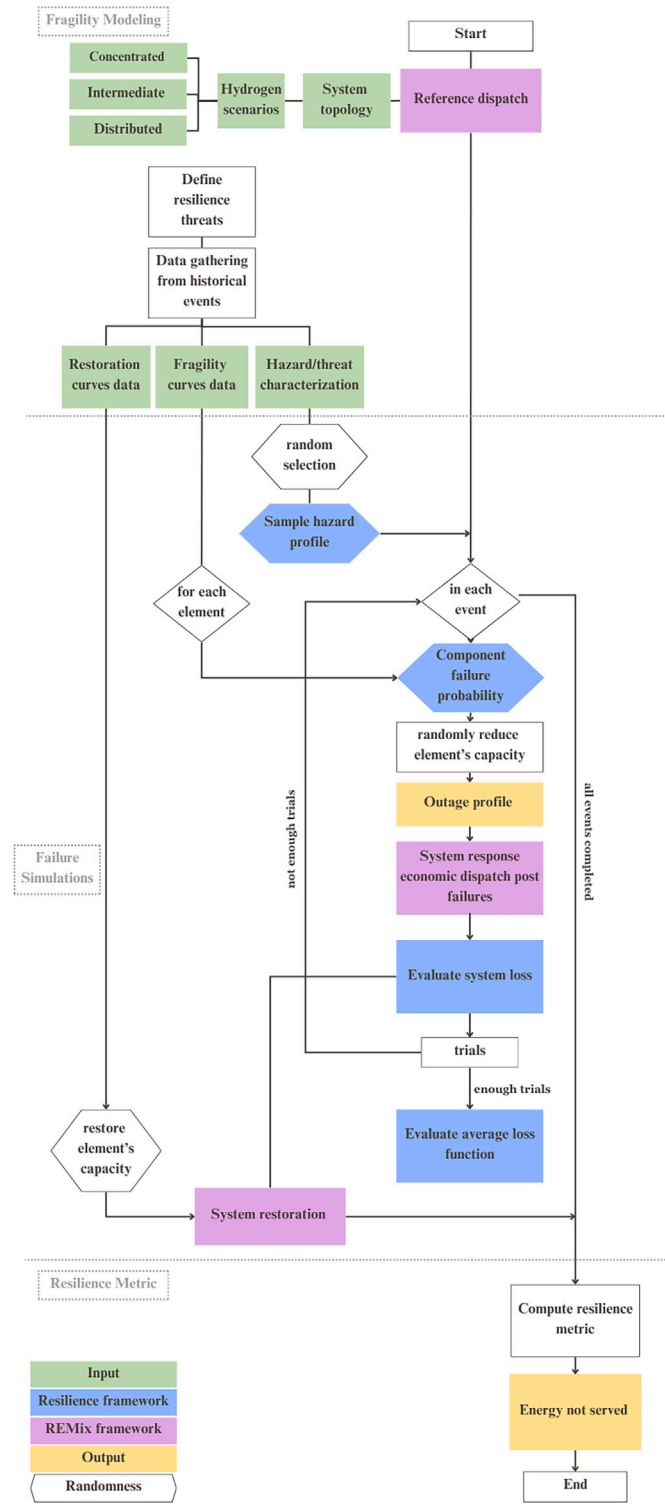 Fragility Modeling
Start
Concentrated
Intermediate
Distributed
Hydrogen
scenarios
System
topology
Reference dispatch
Define
resilience
threats
Data gathering
from historical
events
Restoration
curves data
Fragility
curves data
Hazard/threat
characterization
random
selection
Sample hazard
profile
for each
element
in each
event
Component
failure
probability
randomly reduce
element's capacity
Outage profile
not enough trials
all events completed
System response
economic dispatch post
failures
Failure
Simulations
Evaluate system loss
trials
enough trials
Evaluate average loss
function
restore
element's
capacity
System restoration
Resilience Metric
Compute resilience
metric
Energy not served
End
Input
Resilience framework
REMix framework
Output
Randomness